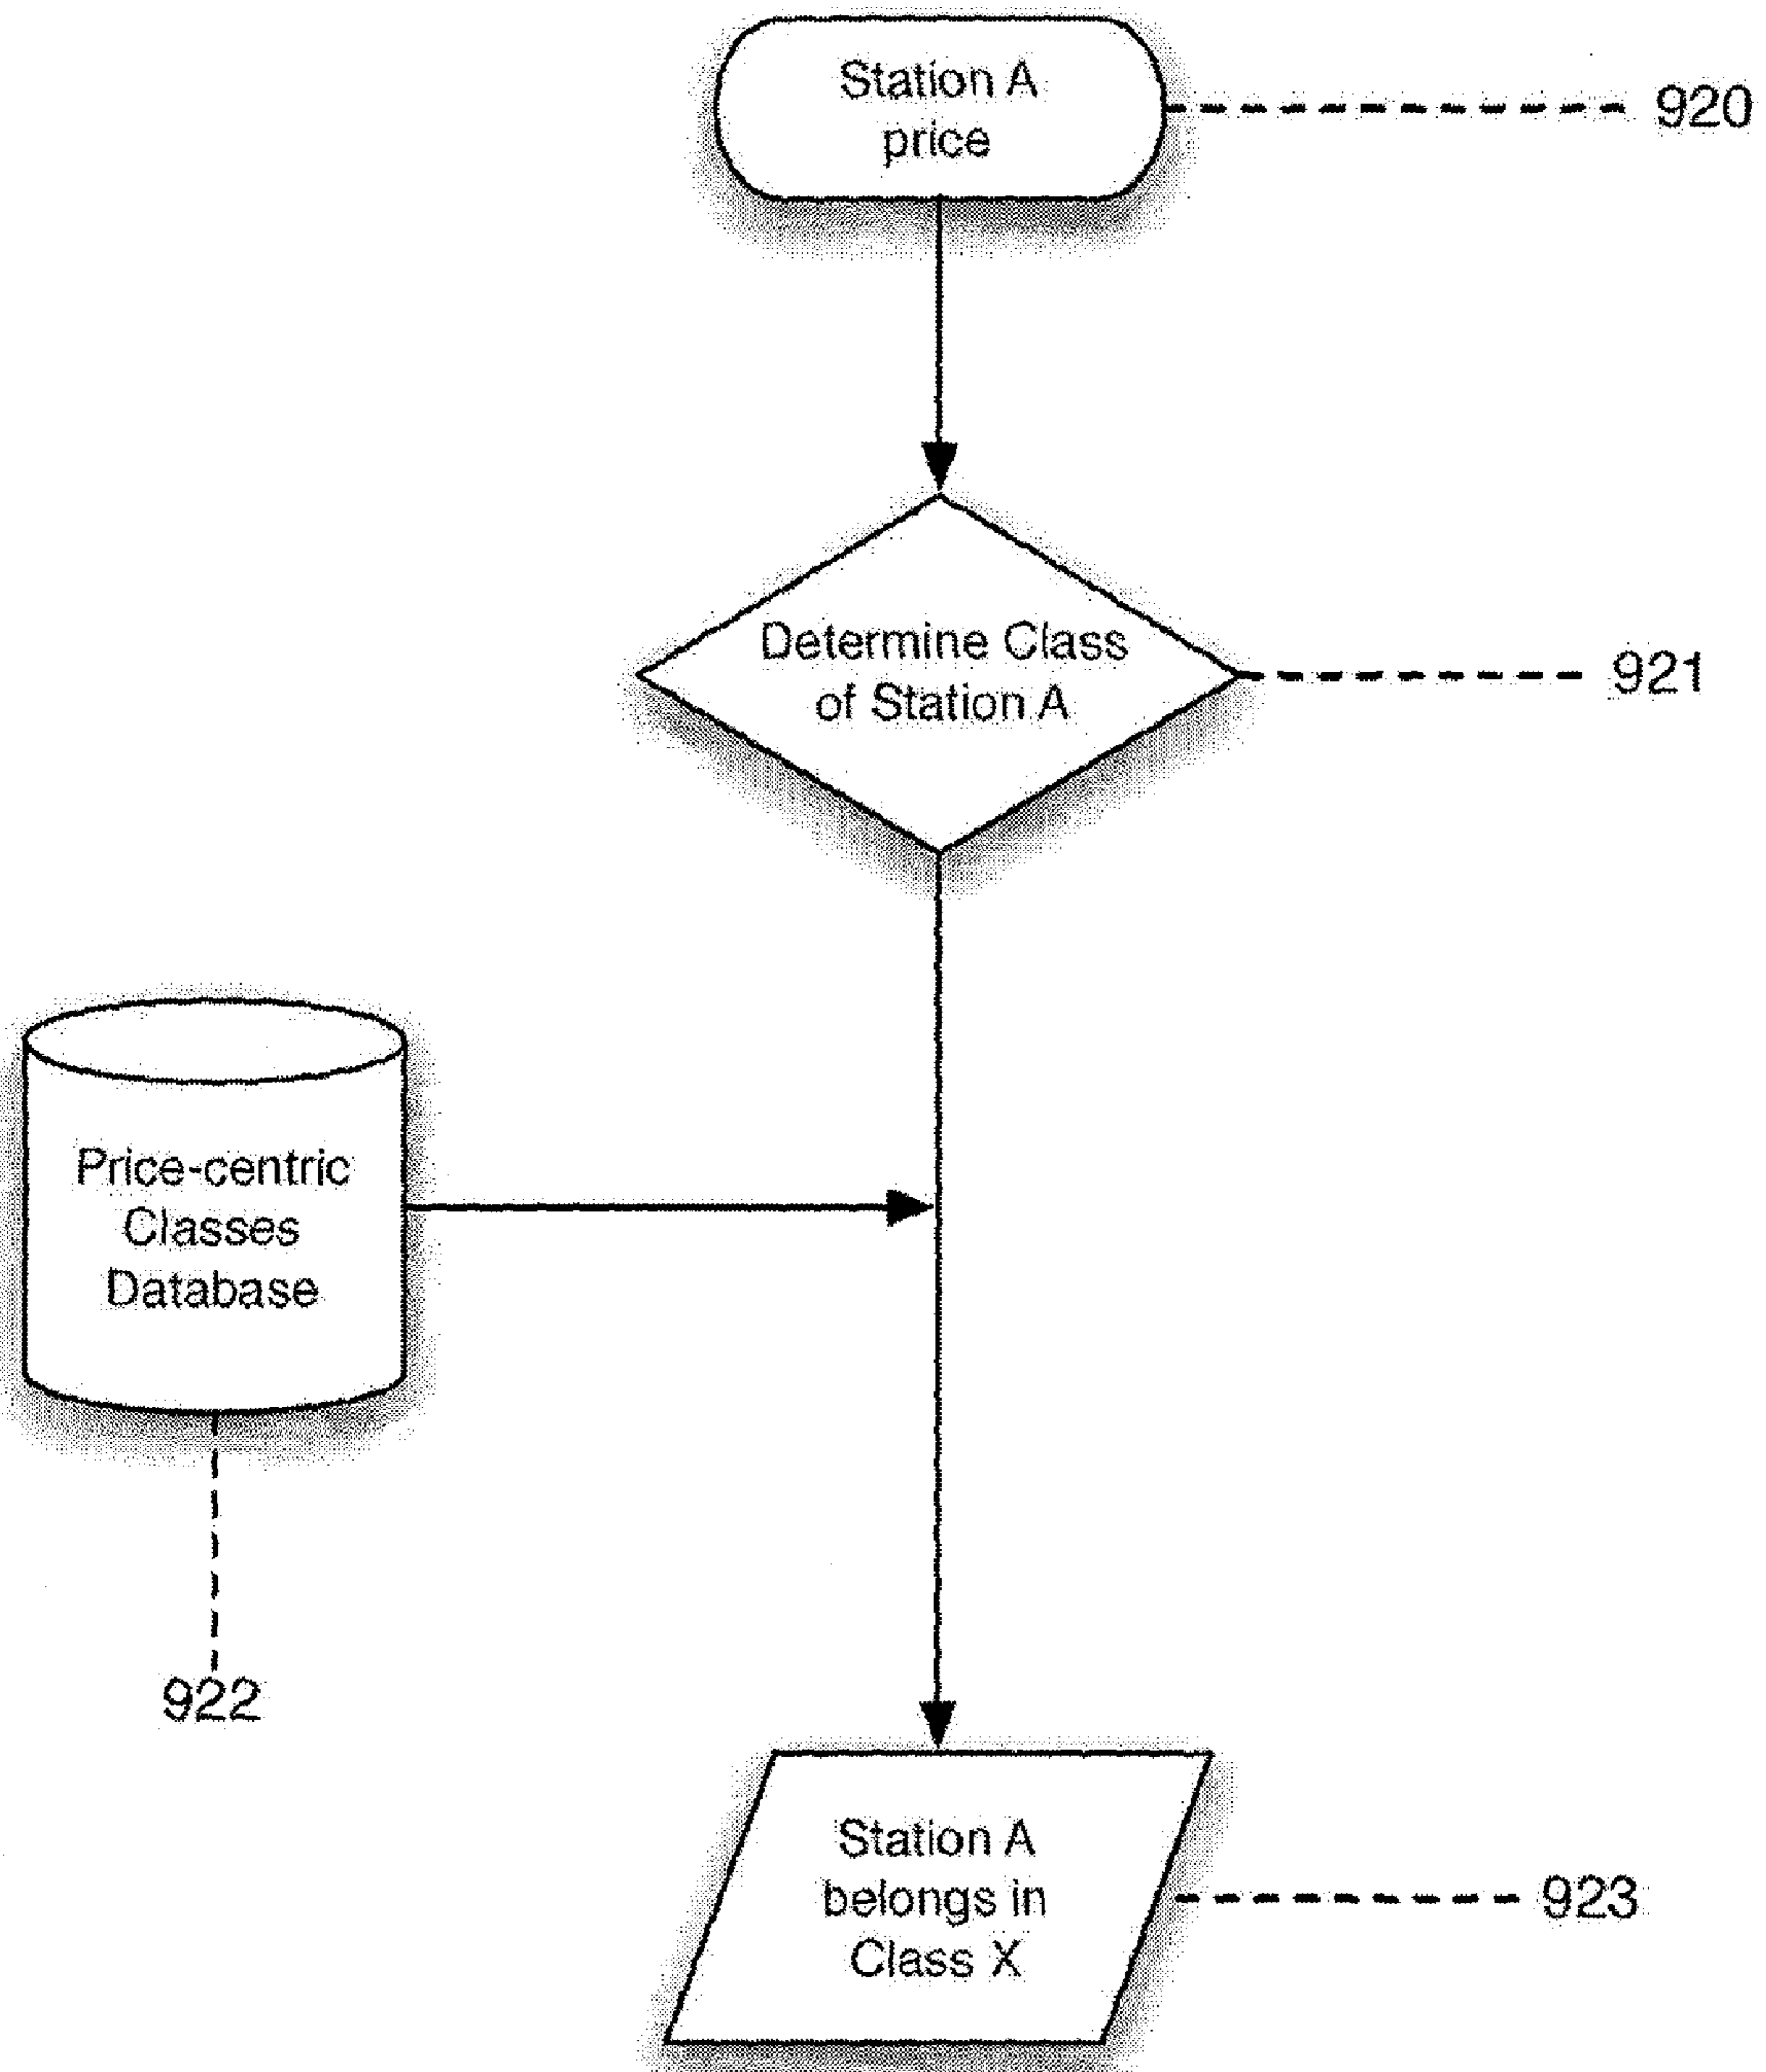 Station A
price
920
Determine Class
of Station A
921
Price-centric
Classes
Database
922
Station A
belongs in
Class X
923